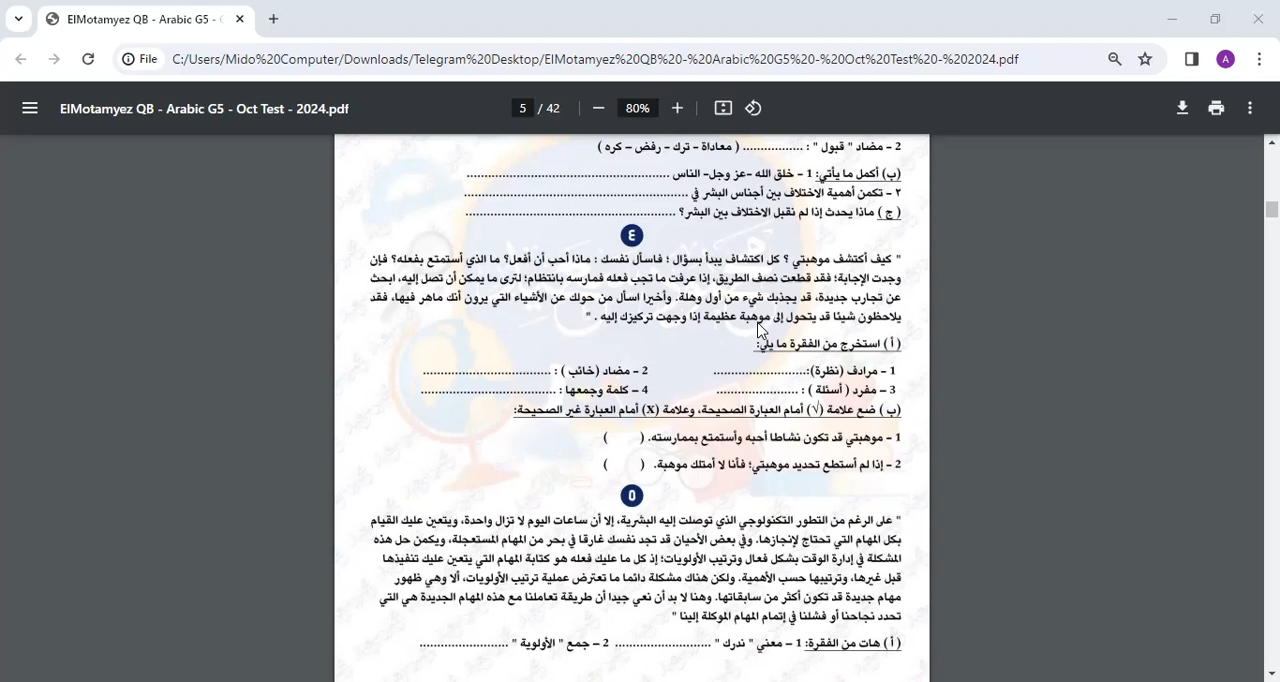 ElMotamyez QB - Arabic G5 - O
File
C:/Users/Mido%20Computer/Downloads/Telegram%20Desktop/ElMotamyez%20QB%20-%20Arabic%20G5%20-%20Oct%20Test%20-%202024.pdf
A
ElMotamyez QB - Arabic G5 - Oct Test - 2024.pdf
5 / 42
80%
2 - مضاد " قبول " : ................ ( معاداة - ترك - رفض - كره )
(ب) أكمل ما يأتي: 1 - خلق الله -عز وجل- الناس ......................................................
٢ - تكمن أهمية الاختلاف بين أجناس البشر في ............................................................
( ج ) ماذا يحدث إذا لم نقبل الاختلاف بين البشر؟ ......................................................
٤
" كيف أكتشف موهبتي ؟ كل اكتشاف يبدأ بسؤال ؛ فاسأل نفسك : ماذا أحب أن أفعل؟ ما الذي أستمتع بفعله؟ فإن
وجدت الإجابة؛ فقد قطعت نصف الطريق، إذا عرفت ما تجب فعله فمارسه بانتظام؛ لترى ما يمكن أن تصل إليه، ابحث
عن تجارب جديدة، قد يجذبك شيء من أول وهلة. وأخيرا اسأل من حولك عن الأشياء التي يرون أنك ماهر فيها، فقد
يلاحظون شيئا قد يتحول إلى موهبة عظيمة إذا وجهت تركيزك إليه . "
( أ ) استخرج من الفقرة ما يلي:
1 - مرادف (نظرة):......................... 2 - مضاد (خائب ) : .................................
3 - مفرد ( أسئلة ) : ...................... 4 - كلمة وجمعها : ..................................
(ب ) ضع علامة (√) أمام العبارة الصحيحة، وعلامة (X) أمام العبارة غير الصحيحة:
1 - موهبتي قد تكون نشاطا أحبه وأستمتع بممارسته. ( )
2 - إذا لم أستطع تحديد موهبتي؛ فأنا لا أمتلك موهبة. ( )
٥
" على الرغم من التطور التكنولوجي الذي توصلت إليه البشرية، إلا أن ساعات اليوم لا تزال واحدة، ويتعين عليك القيام
بكل المهام التي تحتاج لإنجازها. وفي بعض الأحيان قد تجد نفسك غارقا في بحر من المهام المستعجلة، ويكمن حل هذه
المشكلة في إدارة الوقت بشكل فعال وترتيب الأولويات؛ إذ كل ما عليك فعله هو كتابة المهام التي يتعين عليك تنفيذها
قبل غيرها، وترتيبها حسب الأهمية. ولكن هناك مشكلة دائما ما تعترض عملية ترتيب الأولويات، ألا وهي ظهور
مهام جديدة قد تكون أكثر من سابقاتها. وهنا لا بد أن نعي جيدا أن طريقة تعاملنا مع هذه المهام الجديدة هي التي
تحدد نجاحنا أو فشلنا في إتمام المهام الموكلة إلينا "
( أ ) هات من الفقرة: 1 - معني " ندرك " ......................... 2 - جمع " الأولوية " .......................